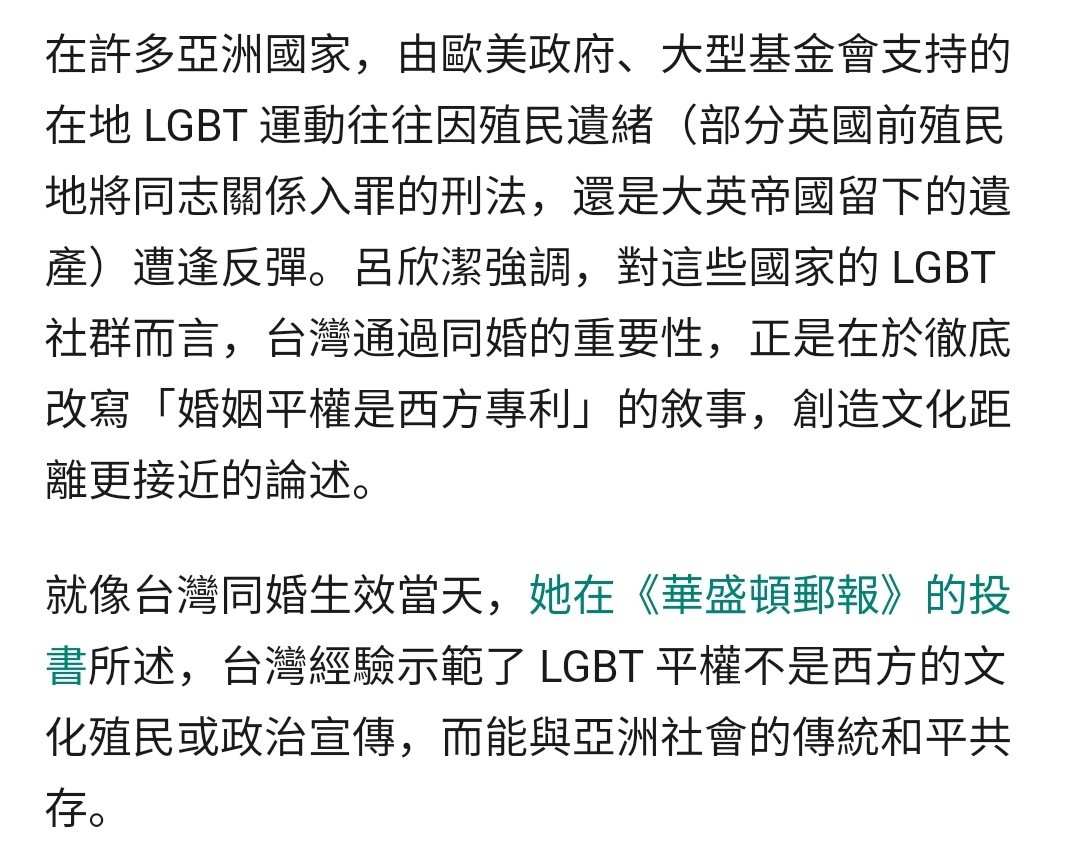 在許多亞洲國家，由歐美政府、大型基金會支持的
在地 LGBT 運動往往因殖民遺緒（部分英國前殖民
地將同志關係入罪的刑法，還是大英帝國留下的遺
產）遭逢反彈。呂欣潔強調，對這些國家的 LGBT
社群而言，台灣通過同婚的重要性，正是在於徹底
改寫「婚姻平權是西方專利」的敘事，創造文化距
離更接近的論述。
就像台灣同婚生效當天，她在《華盛頓郵報》的投
書所述，台灣經驗示範了 LGBT 平權不是西方的文
化殖民或政治宣傳，而能與亞洲社會的傳統和平共
存。